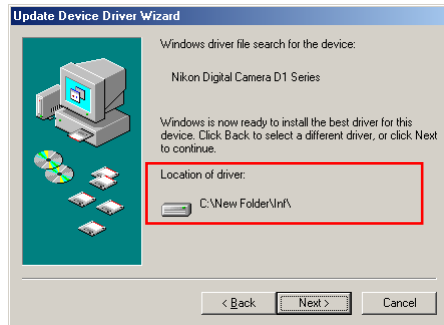 Update Device Driver Wizard
Windows driver file search for the device:
Nikon Digital Camera D1 Series
Windows is now ready to install the best driver for this
device. Click Back to select a different driver, or click Next
to continue.
Location of driver:
C:\New Folder\Inf\
< Back
Next >
Cancel